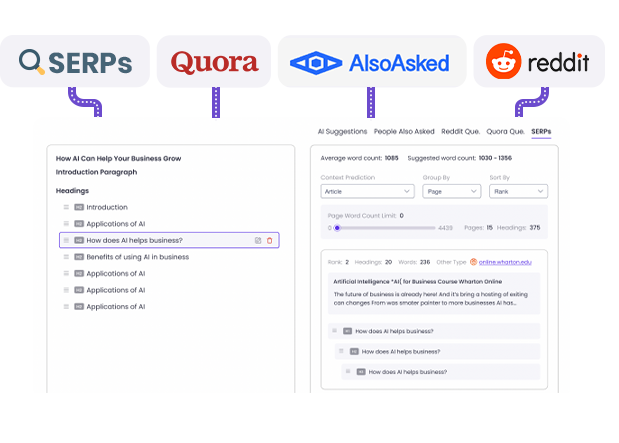 SERPs
Quora
AlsoAsked
reddit
AI Suggestions People Also Asked Reddit Que. Quora Que. SERPs
How AI Can Help Your Business Grow
Introduction Paragraph
Headings
H2 Introduction
H2 Applications of AI
H2 How does AI helps business?
H2 Benefits of using AI in business
H2 Applications of AI
H2 Applications of AI
H2 Applications of AI
Average word count: 1085 Suggested word count: 1030 - 1356
Context Prediction Group By Sort By
Article Page Rank
Page Word Count Limit: 0
0 4439 Pages: 15 Headings: 375
Rank: 2 Headings: 20 Words: 236 Other Type online.wharton.edu
Artificial Intelligence "AI( for Business Course Wharton Online
The future of business is already here! And it's bring a hosting of exiting
can changes From was smater pointer to more businesses AI has...
H2 How does AI helps business?
H2 How does AI helps business?
H2 How does AI helps business?